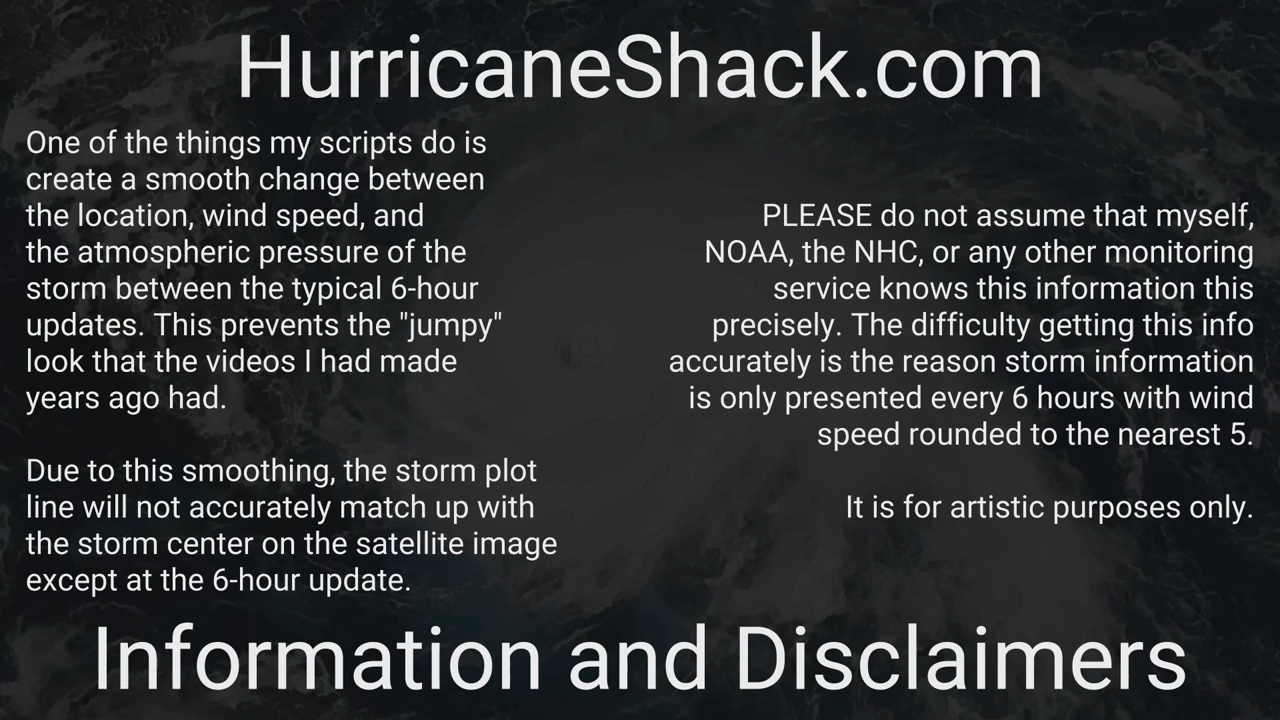 HurricaneShack.com
One of the things my scripts do is
create a smooth change between
the location, wind speed, and
the atmospheric pressure of the
storm between the typical 6-hour
updates. This prevents the "jumpy"
look that the videos I had made
years ago had.
Due to this smoothing, the storm plot
line will not accurately match up with
the storm center on the satellite image
except at the 6-hour update.
PLEASE do not assume that myself,
NOAA, the NHC, or any other monitoring
service knows this information this
precisely. The difficulty getting this info
accurately is the reason storm information
is only presented every 6 hours with wind
speed rounded to the nearest 5.
It is for artistic purposes only.
Information and Disclaimers